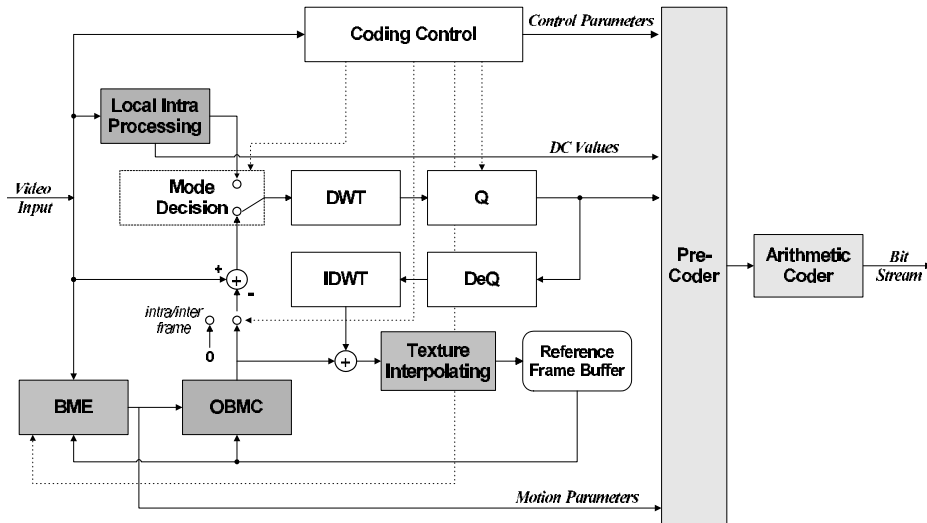 Coding Control
Control Parameters
Local Intra
Processing
DC Values
Video
Input
Mode
Decision
DWT
Q
Pre-
Coder
Arithmetic
Coder
Bit
Stream
+
+
-
IDWT
DeQ
intra/inter
frame
0
+
Texture
Interpolating
Reference
Frame Buffer
BME
OBMC
Motion Parameters